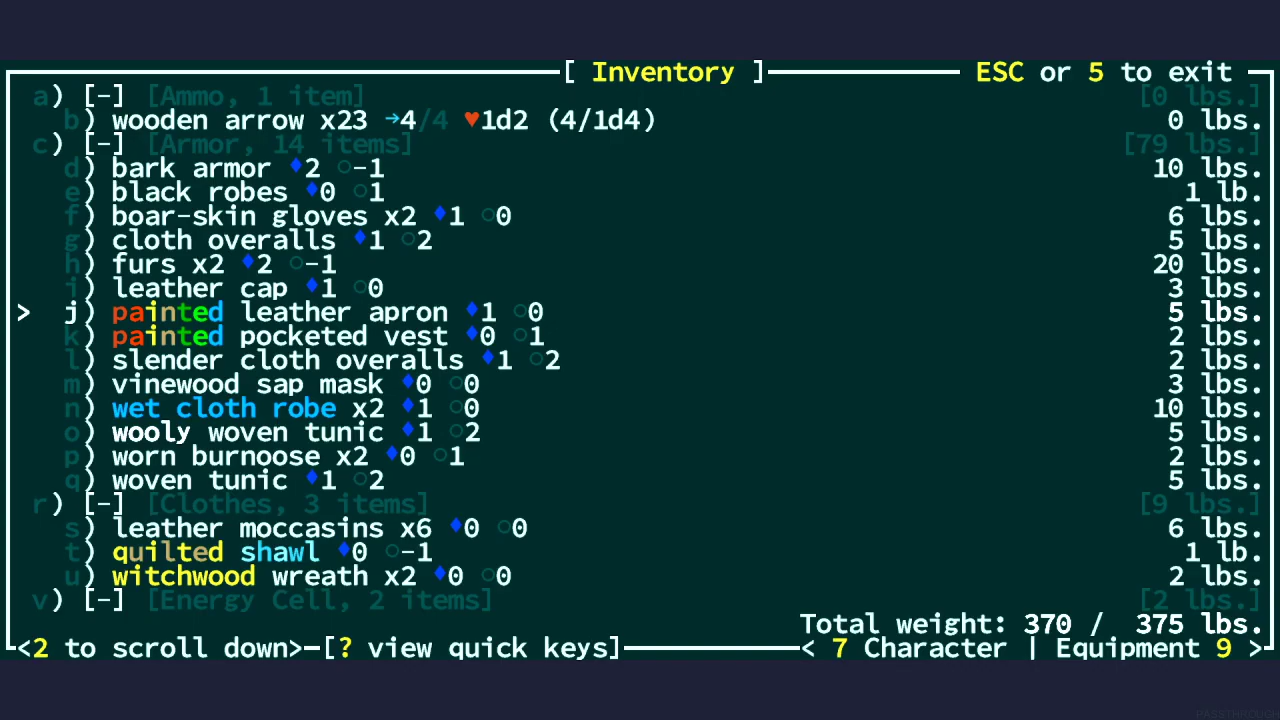 [ Inventory ] ESC or 5 to exit
a) [-] [Ammo, 1 item] [0 lbs.]
b) wooden arrow x23 →4/4 ♥1d2 (4/1d4) 0 lbs.
c) [-] [Armor, 14 items] [79 lbs.]
d) bark armor ♦2 ○-1 10 lbs.
e) black robes ♦0 ○1 1 lb.
f) boar-skin gloves x2 ♦1 ○0 6 lbs.
g) cloth overalls ♦1 ○2 5 lbs.
h) furs x2 ♦2 ○-1 20 lbs.
i) leather cap ♦1 ○0 3 lbs.
> j) painted leather apron ♦1 ○0 5 lbs.
k) painted pocketed vest ♦0 ○1 2 lbs.
l) slender cloth overalls ♦1 ○2 2 lbs.
m) vinewood sap mask ♦0 ○0 3 lbs.
n) wet cloth robe x2 ♦1 ○0 10 lbs.
o) wooly woven tunic ♦1 ○2 5 lbs.
p) worn burnoose x2 ♦0 ○1 2 lbs.
q) woven tunic ♦1 ○2 5 lbs.
r) [-] [Clothes, 3 items] [9 lbs.]
s) leather moccasins x6 ♦0 ○0 6 lbs.
t) quilted shawl ♦0 ○-1 1 lb.
u) witchwood wreath x2 ♦0 ○0 2 lbs.
v) [-] [Energy Cell, 2 items] [2 lbs.]
Total weight: 370 / 375 lbs.
<2 to scroll down> [? view quick keys] < 7 Character | Equipment 9 >